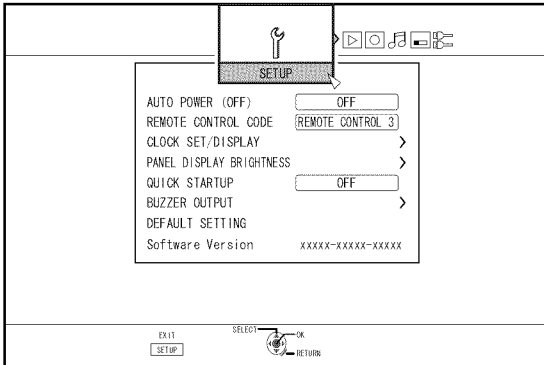 SETUP
AUTO POWER (OFF) OFF
REMOTE CONTROL CODE REMOTE CONTROL 3
CLOCK SET/DISPLAY
PANEL DISPLAY BRIGHTNESS
QUICK STARTUP OFF
BUZZER OUTPUT
DEFAULT SETTING
Software Version xxxxx-xxxxx-xxxxx
EXIT
SETUP
SELECT
OK
RETURN